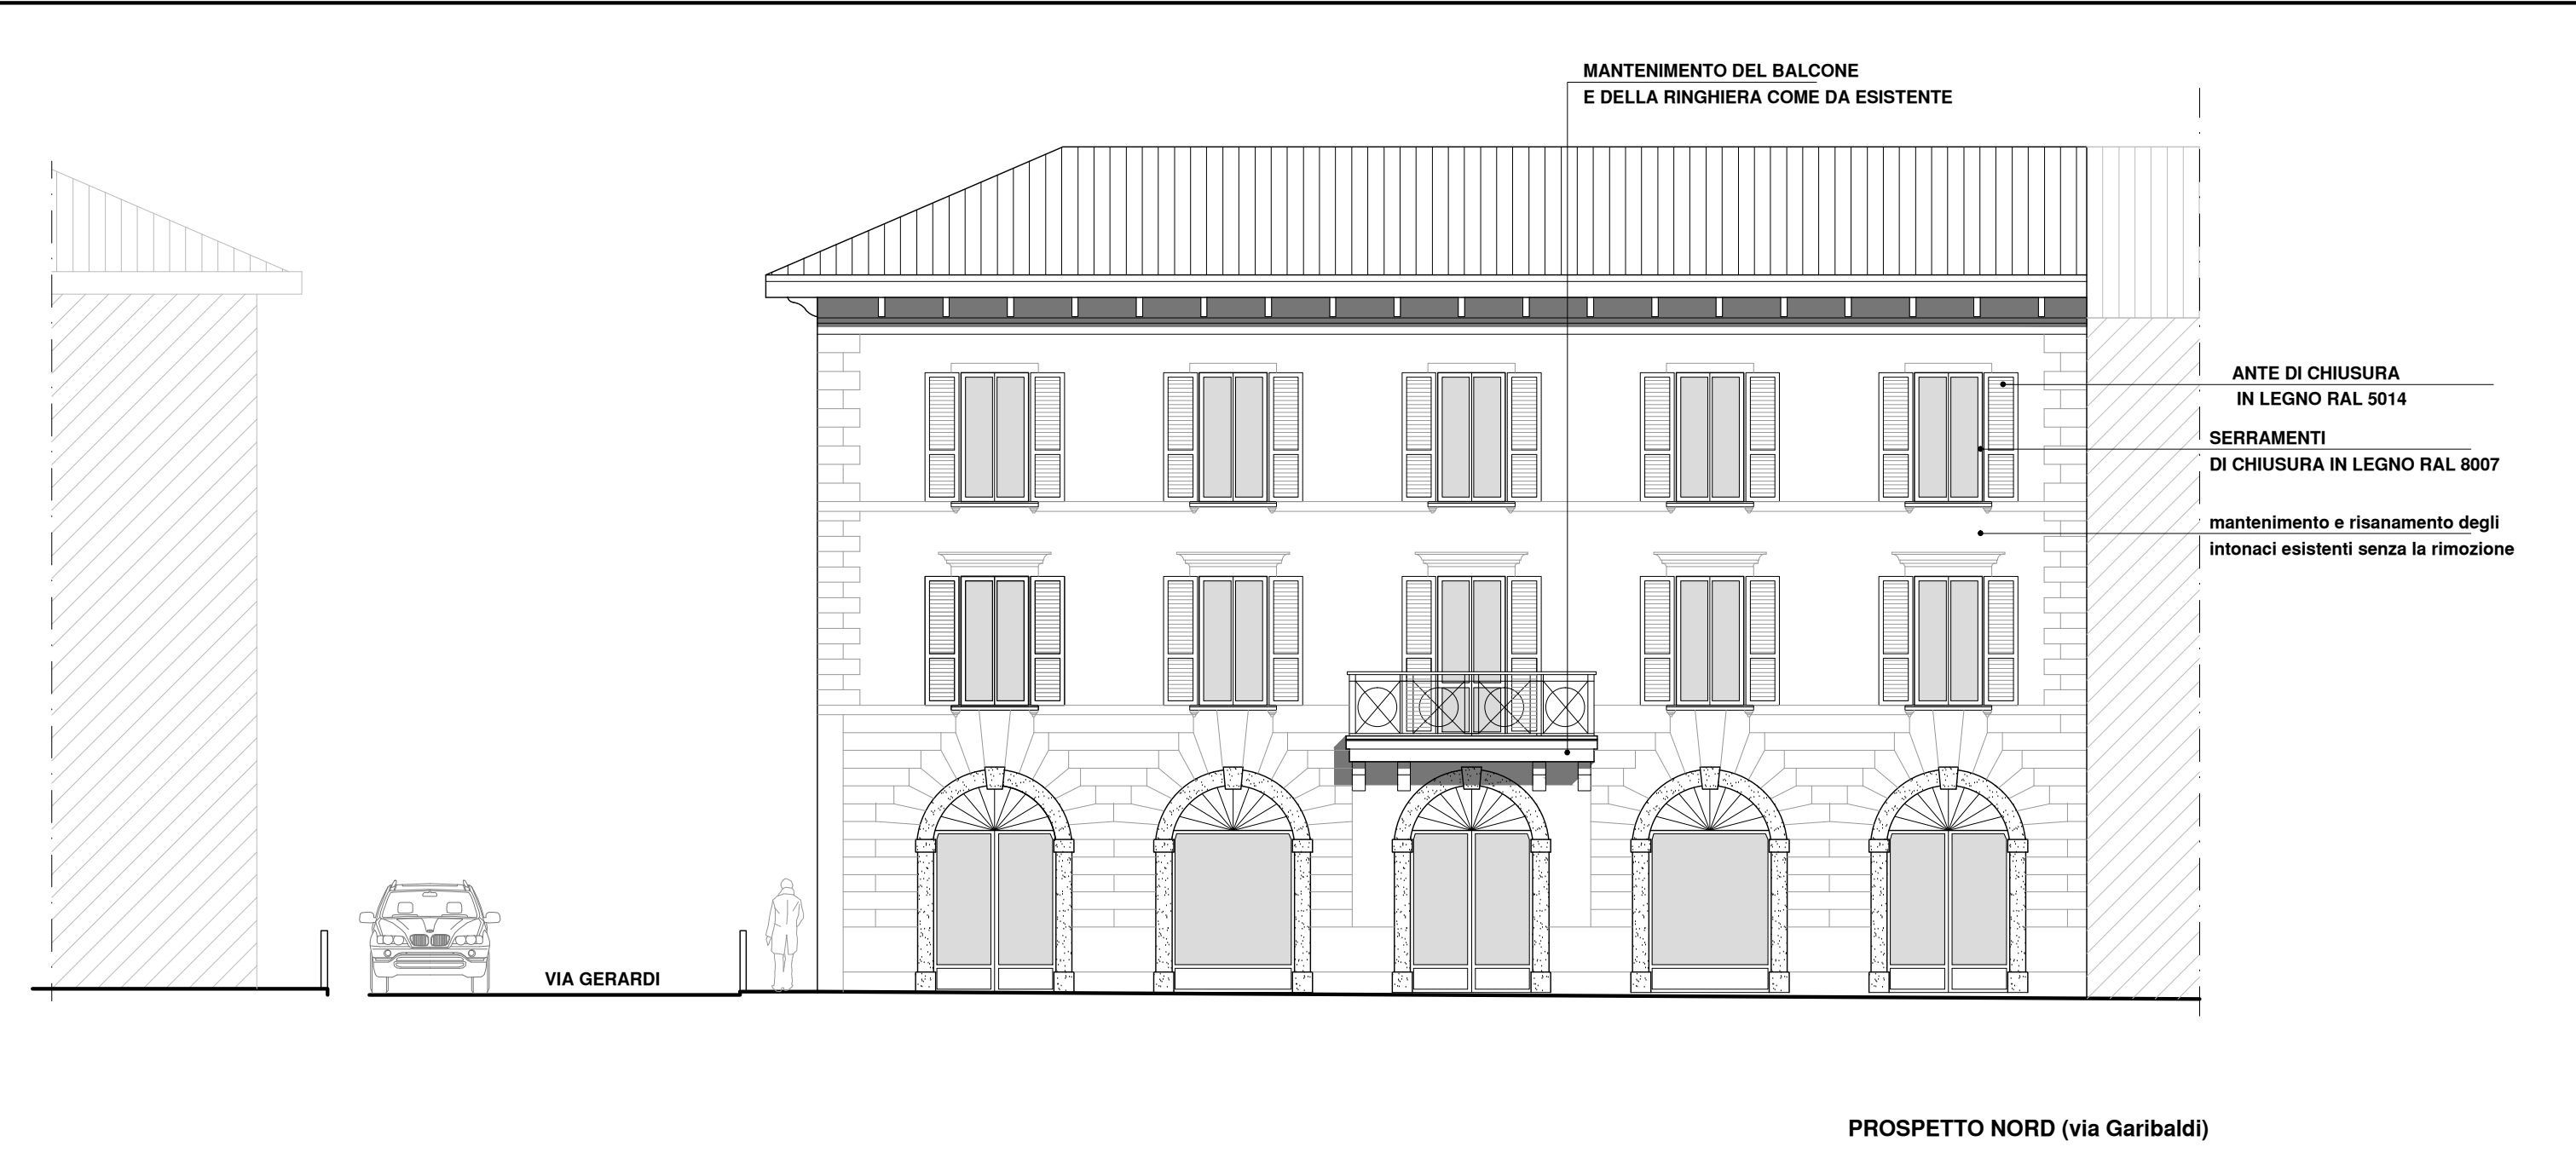 MANTENIMENTO DEL BALCONE
E DELLA RINGHIERA COME DA ESISTENTE
ANTE DI CHIUSURA
IN LEGNO RAL 5014
SERRAMENTI
DI CHIUSURA IN LEGNO RAL 8007
mantenimento e risanamento degli
intonaci esistenti senza la rimozione
VIA GERARDI
PROSPETTO NORD (via Garibaldi)